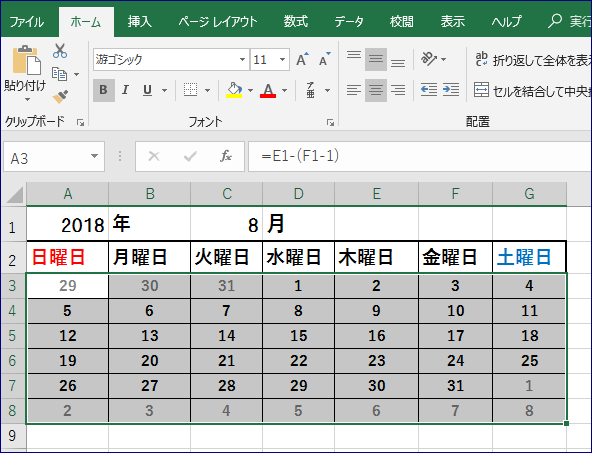 ファイル ホーム 挿入 ページ レイアウト 数式 データ 校閲 表示 ヘルプ 実行
貼り付け
游ゴシック 11 A A
B I U A 亜
ab 折り返して全体を表示
セルを結合して中央
クリップボード フォント 配置
A3 fx =E1-(F1-1)
A B C D E F G
1 2018 年 8 月
2 日曜日 月曜日 火曜日 水曜日 木曜日 金曜日 土曜日
3 29 30 31 1 2 3 4
4 5 6 7 8 9 10 11
5 12 13 14 15 16 17 18
6 19 20 21 22 23 24 25
7 26 27 28 29 30 31 1
8 2 3 4 5 6 7 8
9